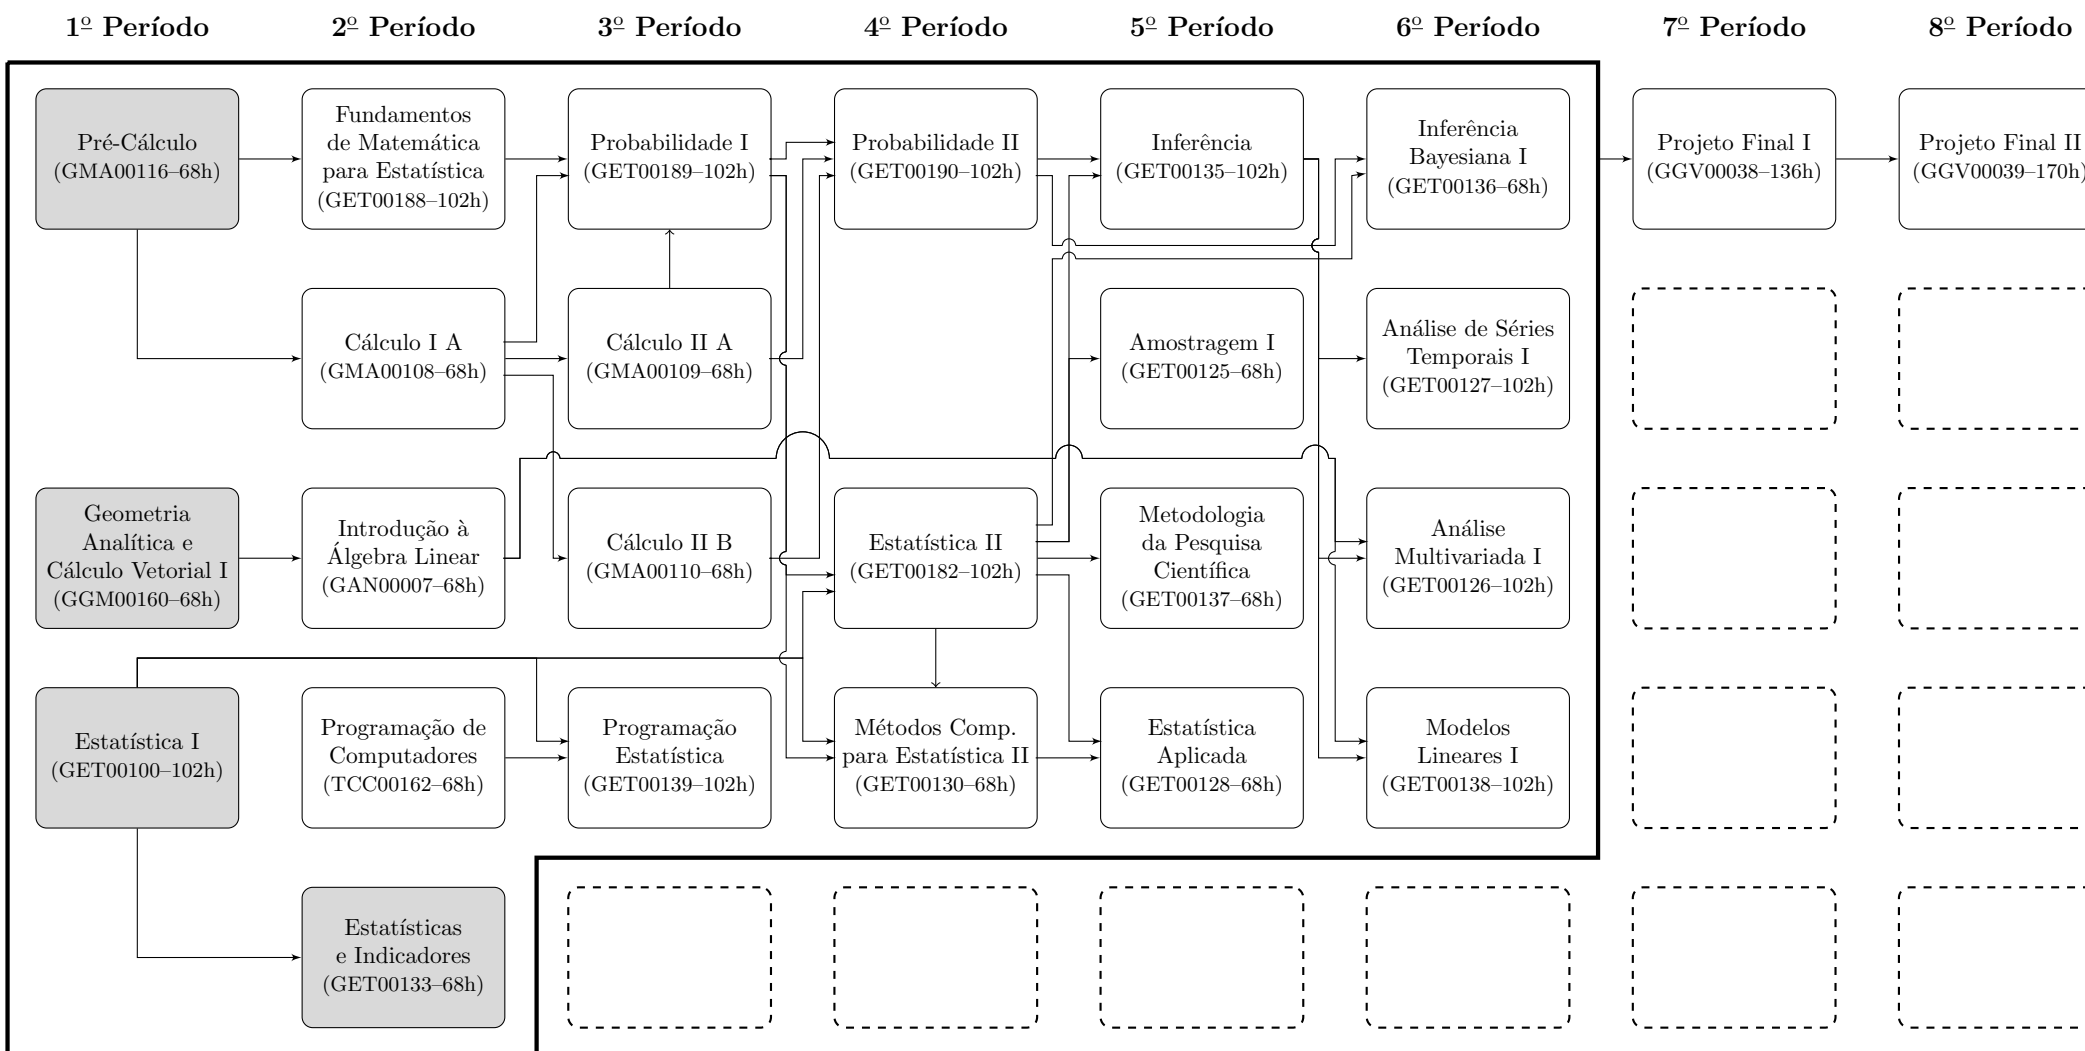 1º Período
2º Período
3º Período
4º Período
5º Período
6º Período
7º Período
8º Período
Pré-Cálculo
(GMA00116–68h)
Fundamentos
de Matemática
para Estatística
(GET00188–102h)
Probabilidade I
(GET00189–102h)
Probabilidade II
(GET00190–102h)
Inferência
(GET00135–102h)
Inferência
Bayesiana I
(GET00136–68h)
Projeto Final I
(GGV00038–136h)
Projeto Final II
(GGV00039–170h)
Cálculo I A
(GMA00108–68h)
Cálculo II A
(GMA00109–68h)
Amostragem I
(GET00125–68h)
Análise de Séries
Temporais I
(GET00127–102h)
Geometria
Analítica e
Cálculo Vetorial I
(GGM00160–68h)
Introdução à
Álgebra Linear
(GAN00007–68h)
Cálculo II B
(GMA00110–68h)
Estatística II
(GET00182–102h)
Metodologia
da Pesquisa
Científica
(GET00137–68h)
Análise
Multivariada I
(GET00126–102h)
Estatística I
(GET00100–102h)
Programação de
Computadores
(TCC00162–68h)
Programação
Estatística
(GET00139–102h)
Métodos Comp.
para Estatística II
(GET00130–68h)
Estatística
Aplicada
(GET00128–68h)
Modelos
Lineares I
(GET00138–102h)
Estatísticas
e Indicadores
(GET00133–68h)